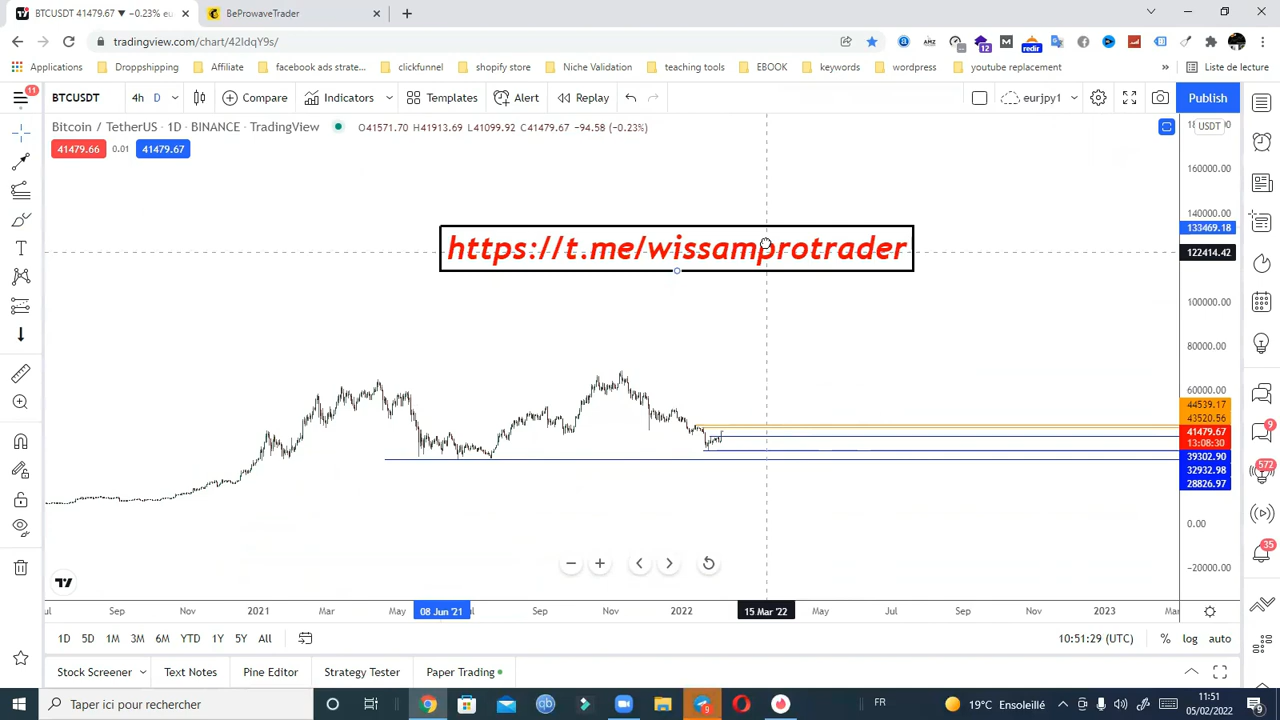 BTCUSDT 41479.67 ▼ −0.23% eu
BeProwaveTrader
tradingview.com/chart/42IdqY9s/
Applications
Droppshipping
Affiliate
facebook ads strate...
clickfunnel
shopify store
Niche Validation
teaching tools
EBOOK
keywords
wordpress
youtube replacement
Liste de lecture
11
BTCUSDT
4h
D
Compare
Indicators
Templates
Alert
Replay
eurjpy1
Publish
Bitcoin / TetherUS · 1D · BINANCE · TradingView
O41571.70 H41913.69 L41099.92 C41479.67 −94.58 (−0.23%)
USDT
41479.66
0.01
41479.67
160000.00
140000.00
133469.18
https://t.me/wissamprotrader
122414.42
100000.00
80000.00
60000.00
44539.17
43520.56
41479.67
13:08:30
39302.90
32932.98
28826.97
0.00
−20000.00
9
572
35
Sep
Nov
2021
Mar
May
08 Jun '21
Sep
Nov
2022
15 Mar '22
May
Jul
Sep
Nov
2023
1D
5D
1M
3M
6M
YTD
1Y
5Y
All
10:51:29 (UTC)
%
log
auto
Stock Screener
Text Notes
Pine Editor
Strategy Tester
Paper Trading
Taper ici pour rechercher
9
FR
19°C Ensoleillé
11:51
05/02/2022